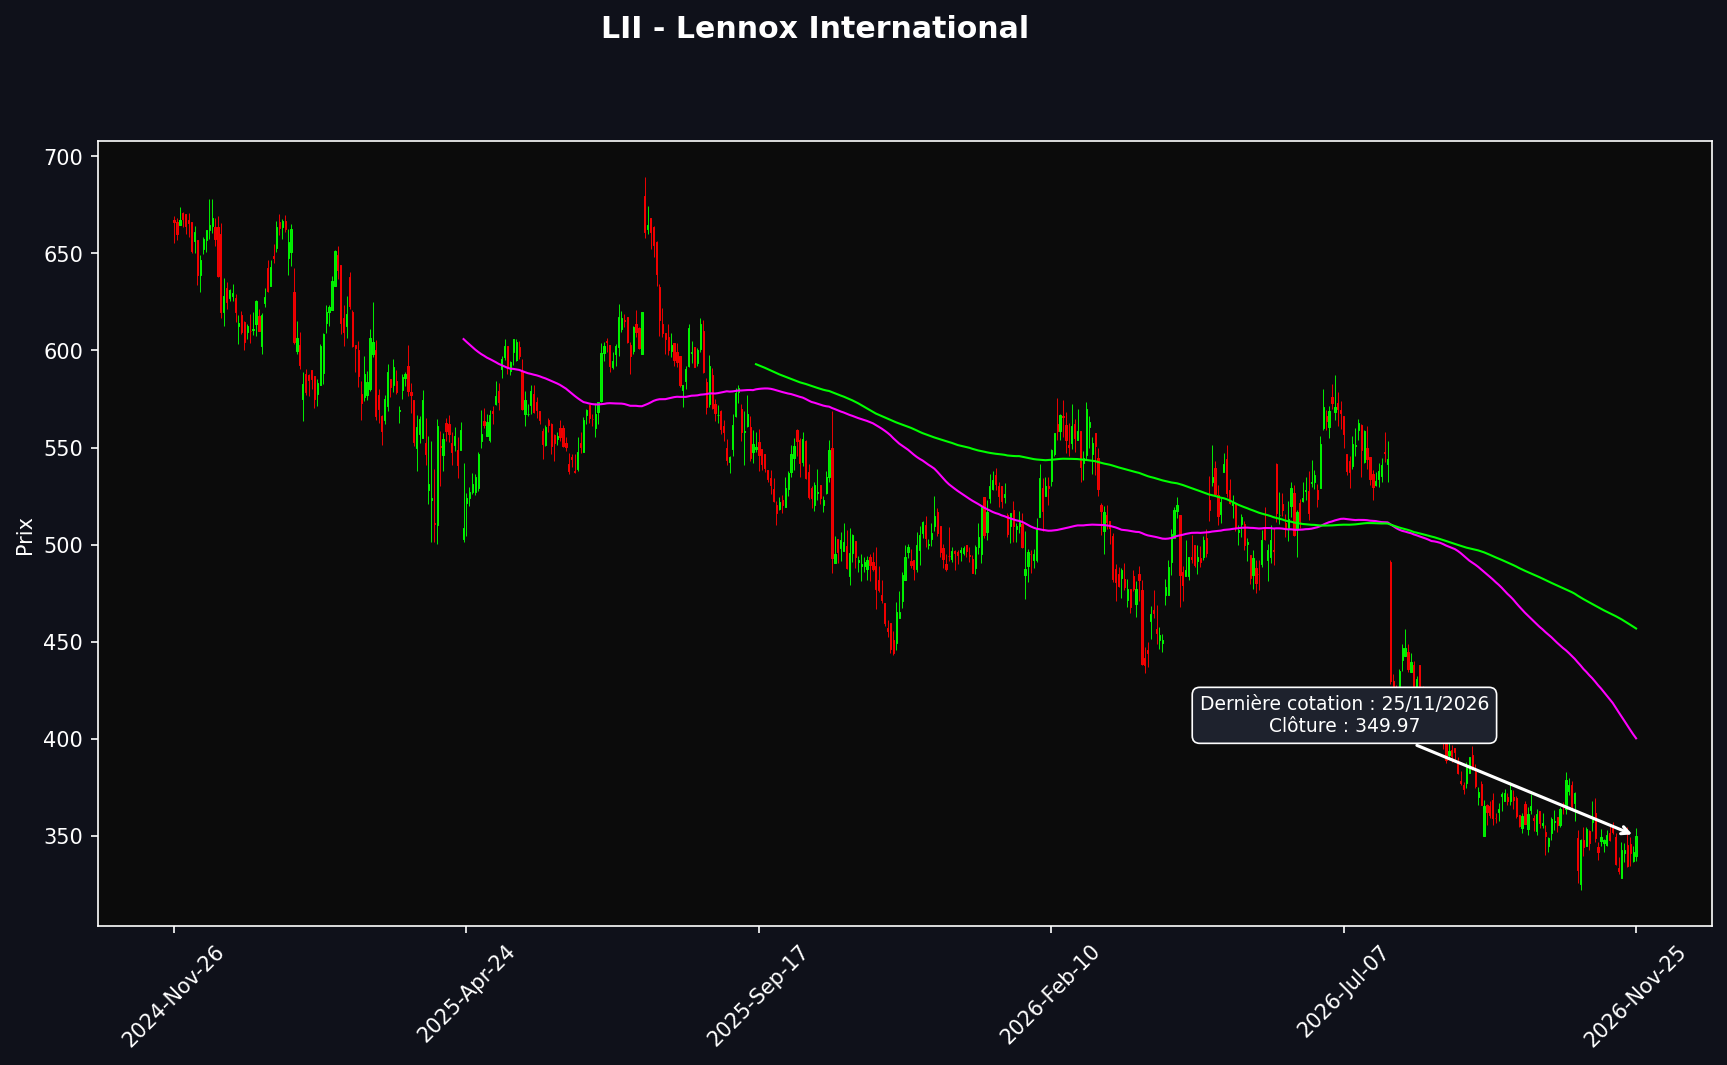 LII - Lennox International
Prix
700
650
600
550
500
450
400
350
Dernière cotation : 25/11/2026
Clôture : 349.97
2024-Nov-26
2025-Apr-24
2025-Sep-17
2026-Feb-10
2026-Jul-07
2026-Nov-25